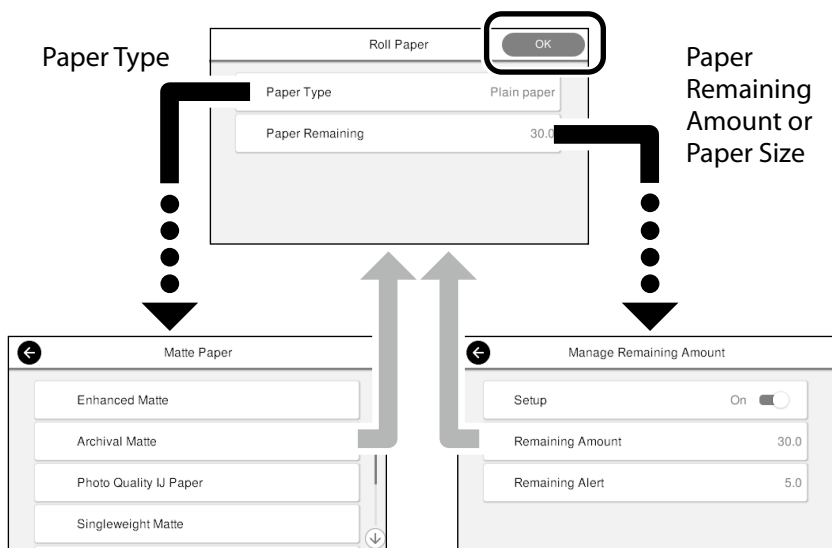 Paper Type
Roll Paper
OK
Paper Type Plain paper
Paper Remaining 30.0
Paper
Remaining
Amount or
Paper Size
Matte Paper
Enhanced Matte
Archival Matte
Photo Quality IJ Paper
Singleweight Matte
Manage Remaining Amount
Setup On
Remaining Amount 30.0
Remaining Alert 5.0